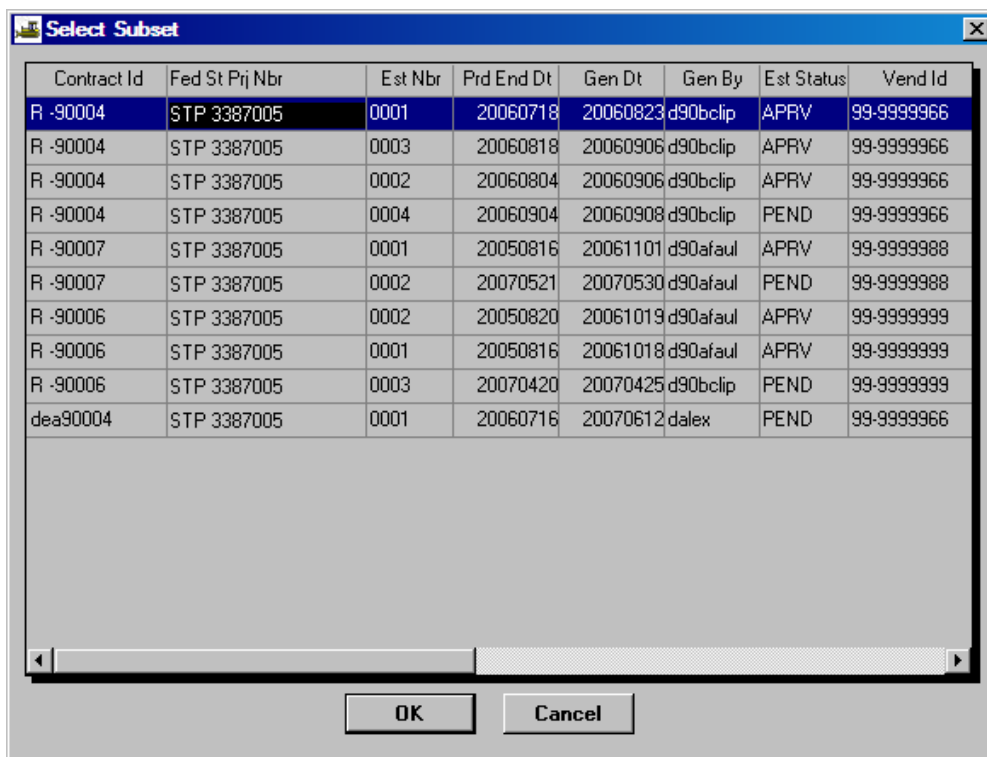 Select Subset
Contract Id Fed St Prj Nbr Est Nbr Prd End Dt Gen Dt Gen By Est Status Vend Id
R -90004 STP 3387005 0001 20060718 20060823 d90bclip APRV 99-9999966
R -90004 STP 3387005 0003 20060818 20060906 d90bclip APRV 99-9999966
R -90004 STP 3387005 0002 20060804 20060906 d90bclip APRV 99-9999966
R -90004 STP 3387005 0004 20060904 20060908 d90bclip PEND 99-9999966
R -90007 STP 3387005 0001 20050816 20061101 d90afaul APRV 99-9999988
R -90007 STP 3387005 0002 20070521 20070530 d90afaul PEND 99-9999988
R -90006 STP 3387005 0002 20050820 20061019 d90afaul APRV 99-9999999
R -90006 STP 3387005 0001 20050816 20061018 d90afaul APRV 99-9999999
R -90006 STP 3387005 0003 20070420 20070425 d90bclip PEND 99-9999999
dea90004 STP 3387005 0001 20060716 20070612 dalex PEND 99-9999966
OK Cancel